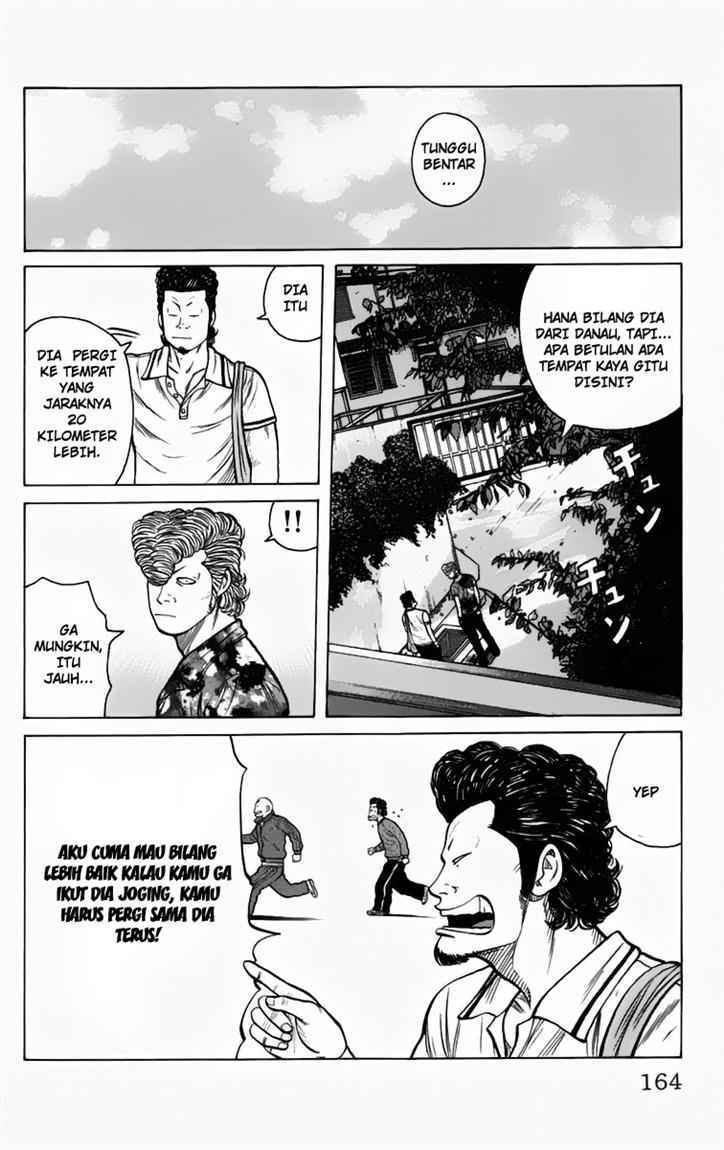 TUNGGU
BENTAR
...
HANA BILANG DIA
DARI DANAU, TAPI...
APA BETULAN ADA
TEMPAT KAYA GITU
DISINI?
チュン
チュン
DIA
ITU
DIA PERGI
KE TEMPAT
YANG
JARAKNYA
20
KILOMETER
LEBIH.
!!
GA
MUNGKIN,
ITU
JAUH...
YEP
AKU CUMA MAU BILANG
LEBIH BAIK KALAU KAMU GA
IKUT DIA JOGING, KAMU
HARUS PERGI SAMA DIA
TERUS!
164